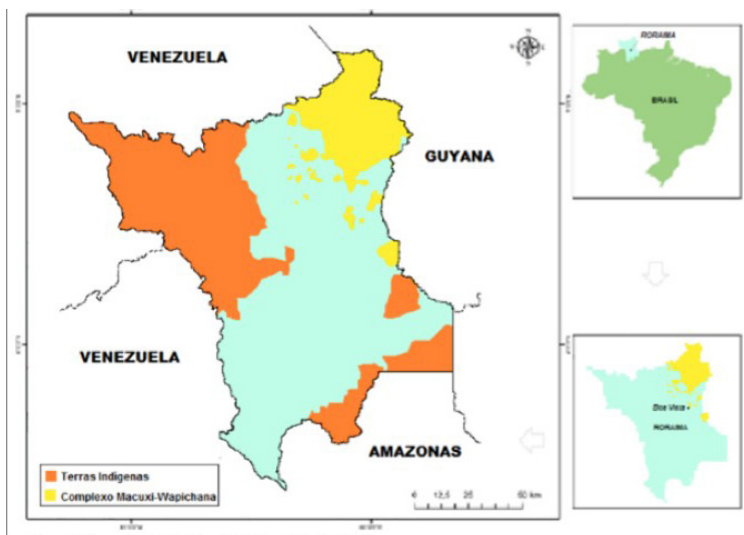 VENEZUELA
GUYANA
VENEZUELA
AMAZONAS
Terras Indígenas
Complexo Macuxi-Wapichana
6 12,5 25 50 km
RORAIMA
BRASIL
Boa Vista
RORAIMA